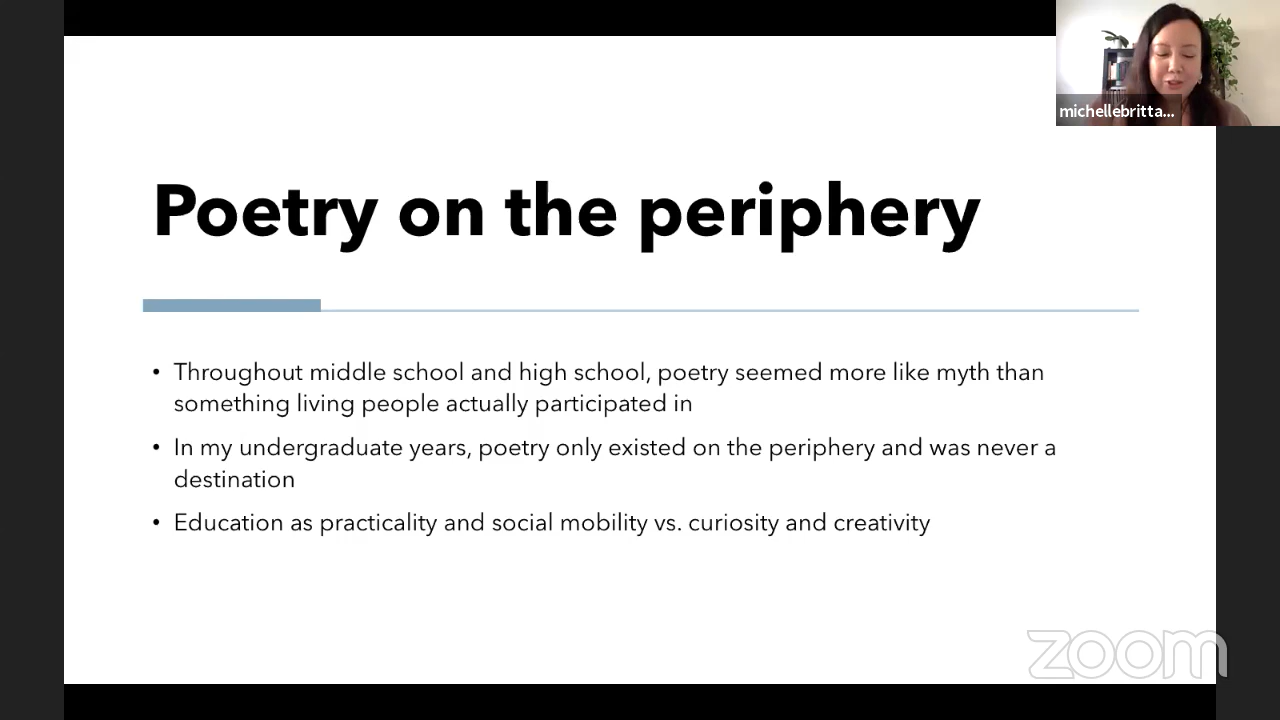 michellebritta...
Poetry on the periphery
• Throughout middle school and high school, poetry seemed more like myth than
something living people actually participated in
• In my undergraduate years, poetry only existed on the periphery and was never a
destination
• Education as practicality and social mobility vs. curiosity and creativity
zoom